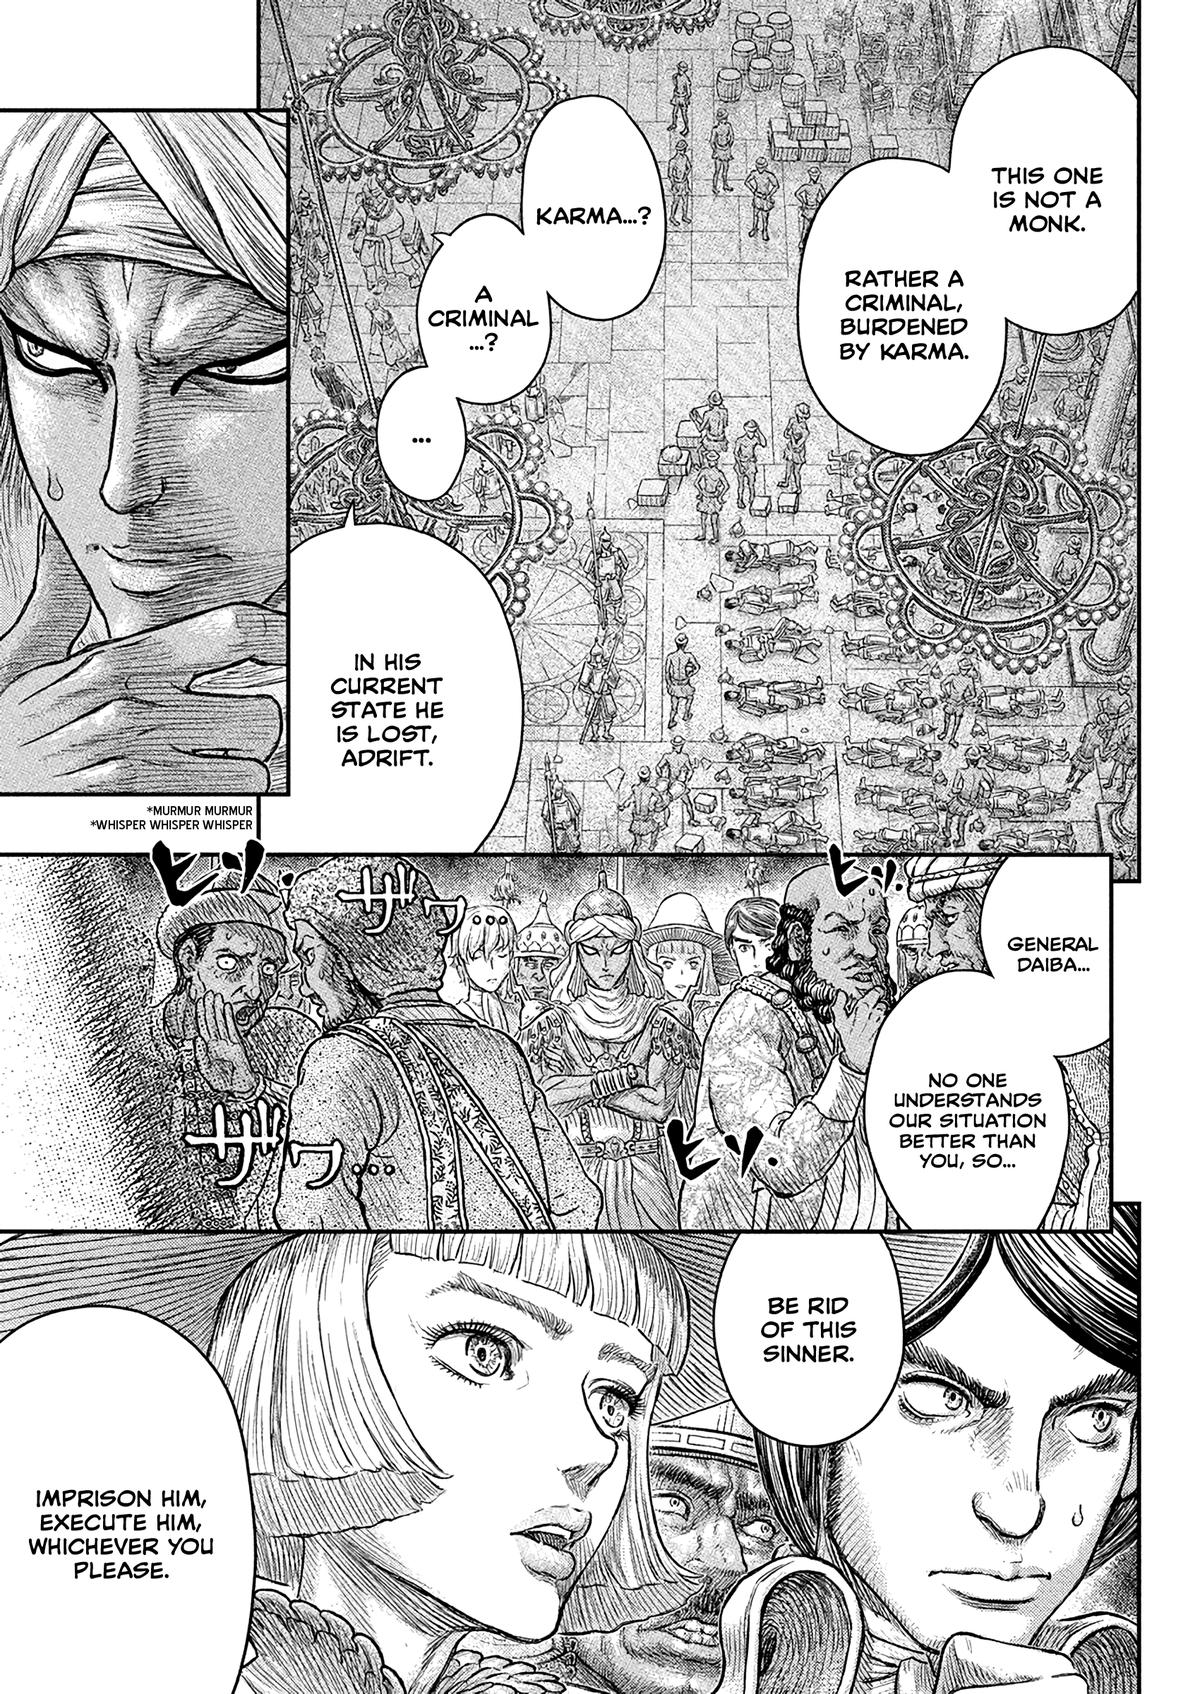 THIS ONE
IS NOT A
MONK.
RATHER A
CRIMINAL,
BURDENED
BY KARMA.
KARMA...?
A
CRIMINAL
...?
...
IN HIS
CURRENT
STATE HE
IS LOST,
ADRIFT.
*MURMUR MURMUR
*WHISPER WHISPER WHISPER
ヒソッ.
ヒソ..
ザワ...
GENERAL
DAIBA...
NO ONE
UNDERSTANDS
OUR SITUATION
BETTER THAN
YOU, SO...
ザワ...
ヒソ.
BE RID
OF THIS
SINNER.
IMPRISON HIM,
EXECUTE HIM,
WHICHEVER YOU
PLEASE.